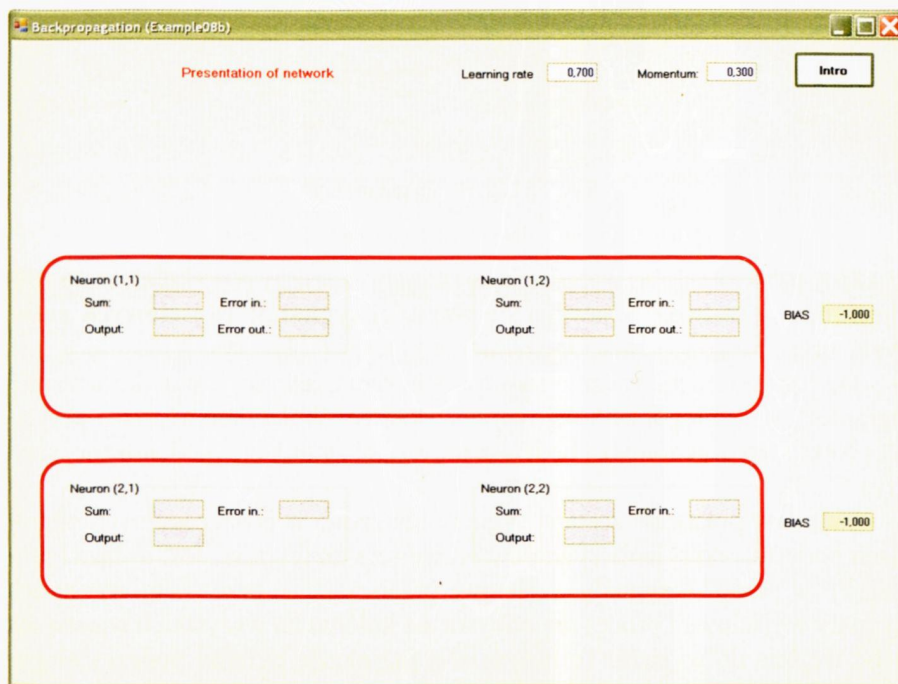 Backpropagation (Example08b)
Presentation of network Learning rate 0,700 Momentum: 0,300 Intro
Neuron (1,1) Neuron (1,2)
Sum: Error in.: Sum: Error in.:
BIAS -1,000
Output: Error out.: Output: Error out.:
Neuron (2,1) Neuron (2,2)
Sum: Error in.: Sum: Error in.:
BIAS -1,000
Output: Output: